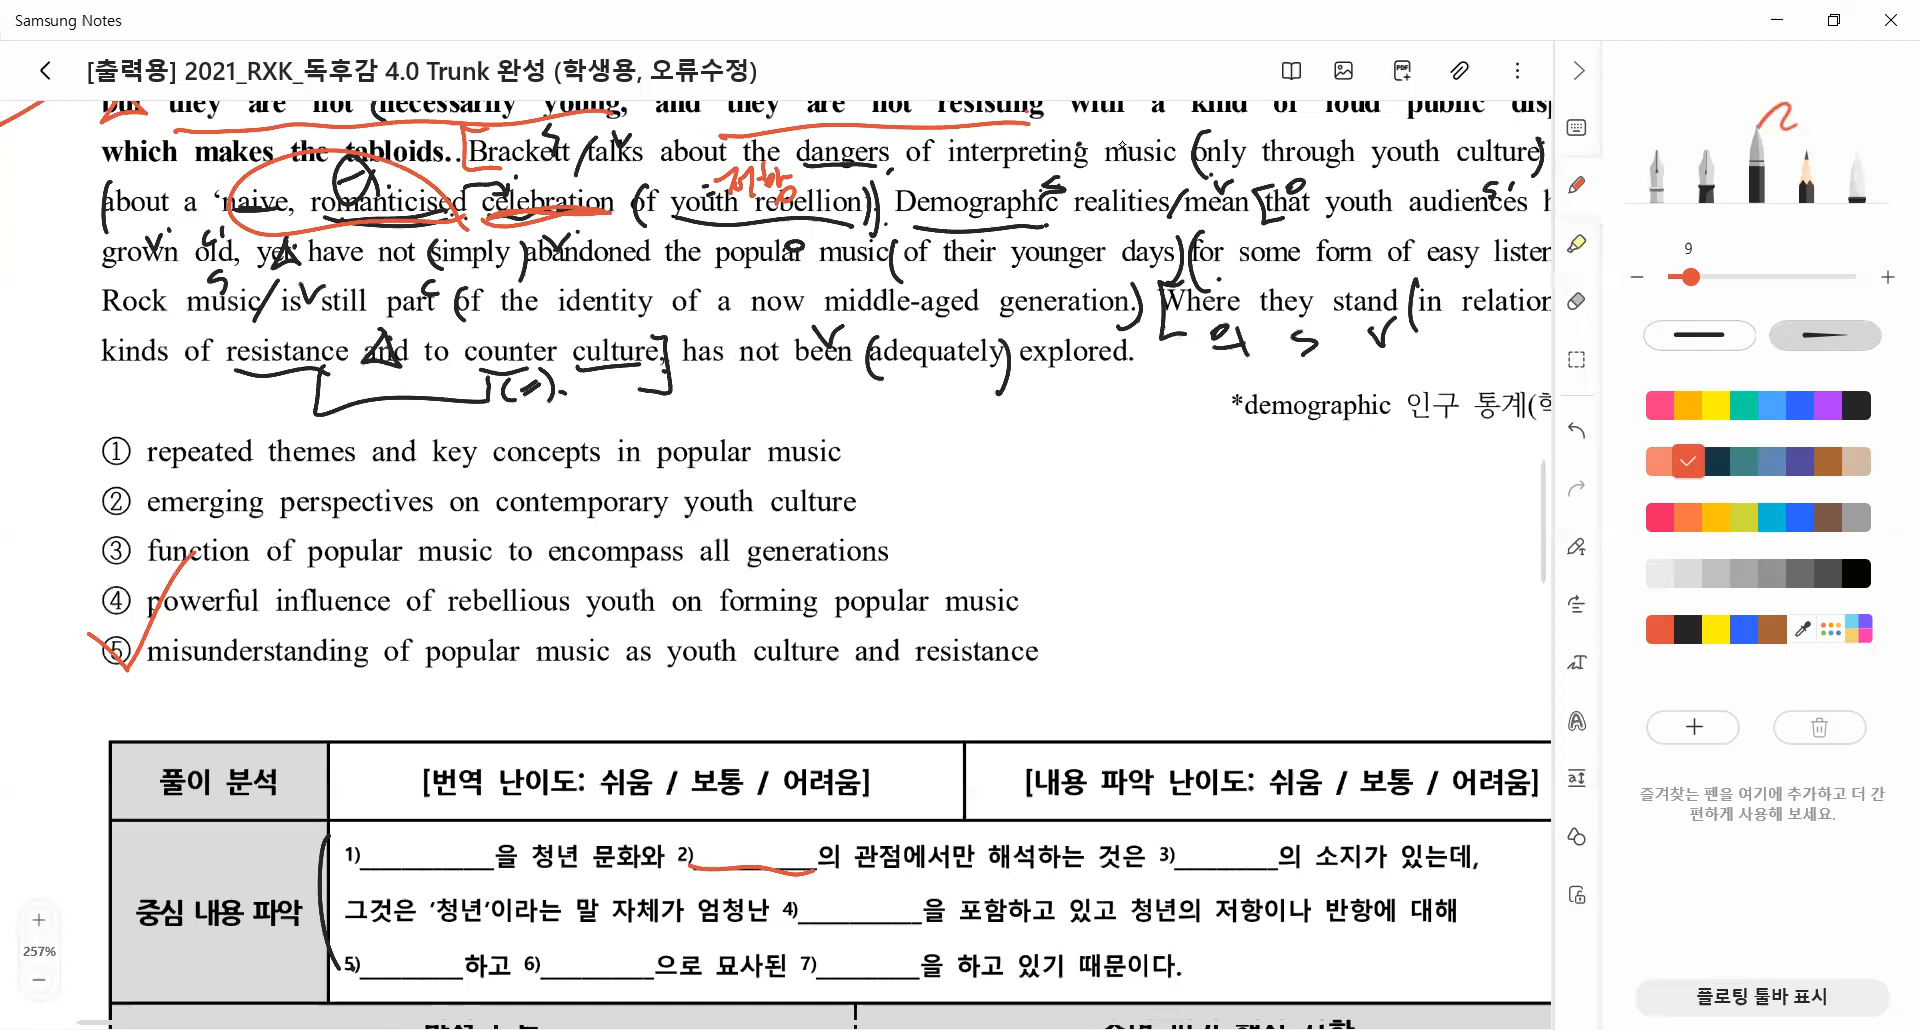 Samsung Notes
[출력용] 2021_RXK_독후감 4.0 Trunk 완성 (학생용, 오류수정)
they are not (necessarily young, and they are not resisting with a kind of loud public
which makes the tabloids.. Brackett talks about the dangers of interpreting music (only through youth culture)
about a ‘naive, romanticised celebration (of youth rebellion)). Demographic realities mean [that youth audiences
grown old, yet have not (simply) abandoned the popular music (of their younger days) (for some form of easy
Rock music is still part (of the identity of a now middle-aged generation.) [Where they stand (in relation
kinds of resistance and to counter culture,] has not been (adequately) explored.
*demographic 인구 통계
① repeated themes and key concepts in popular music
② emerging perspectives on contemporary youth culture
③ function of popular music to encompass all generations
④ powerful influence of rebellious youth on forming popular music
⑤ misunderstanding of popular music as youth culture and resistance
풀이 분석 [번역 난이도: 쉬움 / 보통 / 어려움] [내용 파악 난이도: 쉬움 / 보통 / 어려움]
중심 내용 파악
1)__________을 청년 문화와 2)__________의 관점에서만 해석하는 것은 3)________의 소지가 있는데,
그것은 ‘청년’이라는 말 자체가 엄청난 4)__________을 포함하고 있고 청년의 저항이나 반항에 대해
5)________하고 6)_________으로 묘사된 7)________을 하고 있기 때문이다.
257%
9
즐겨찾는 펜을 여기에 추가하고 더 간
편하게 사용해 보세요.
플로팅 툴바 표시